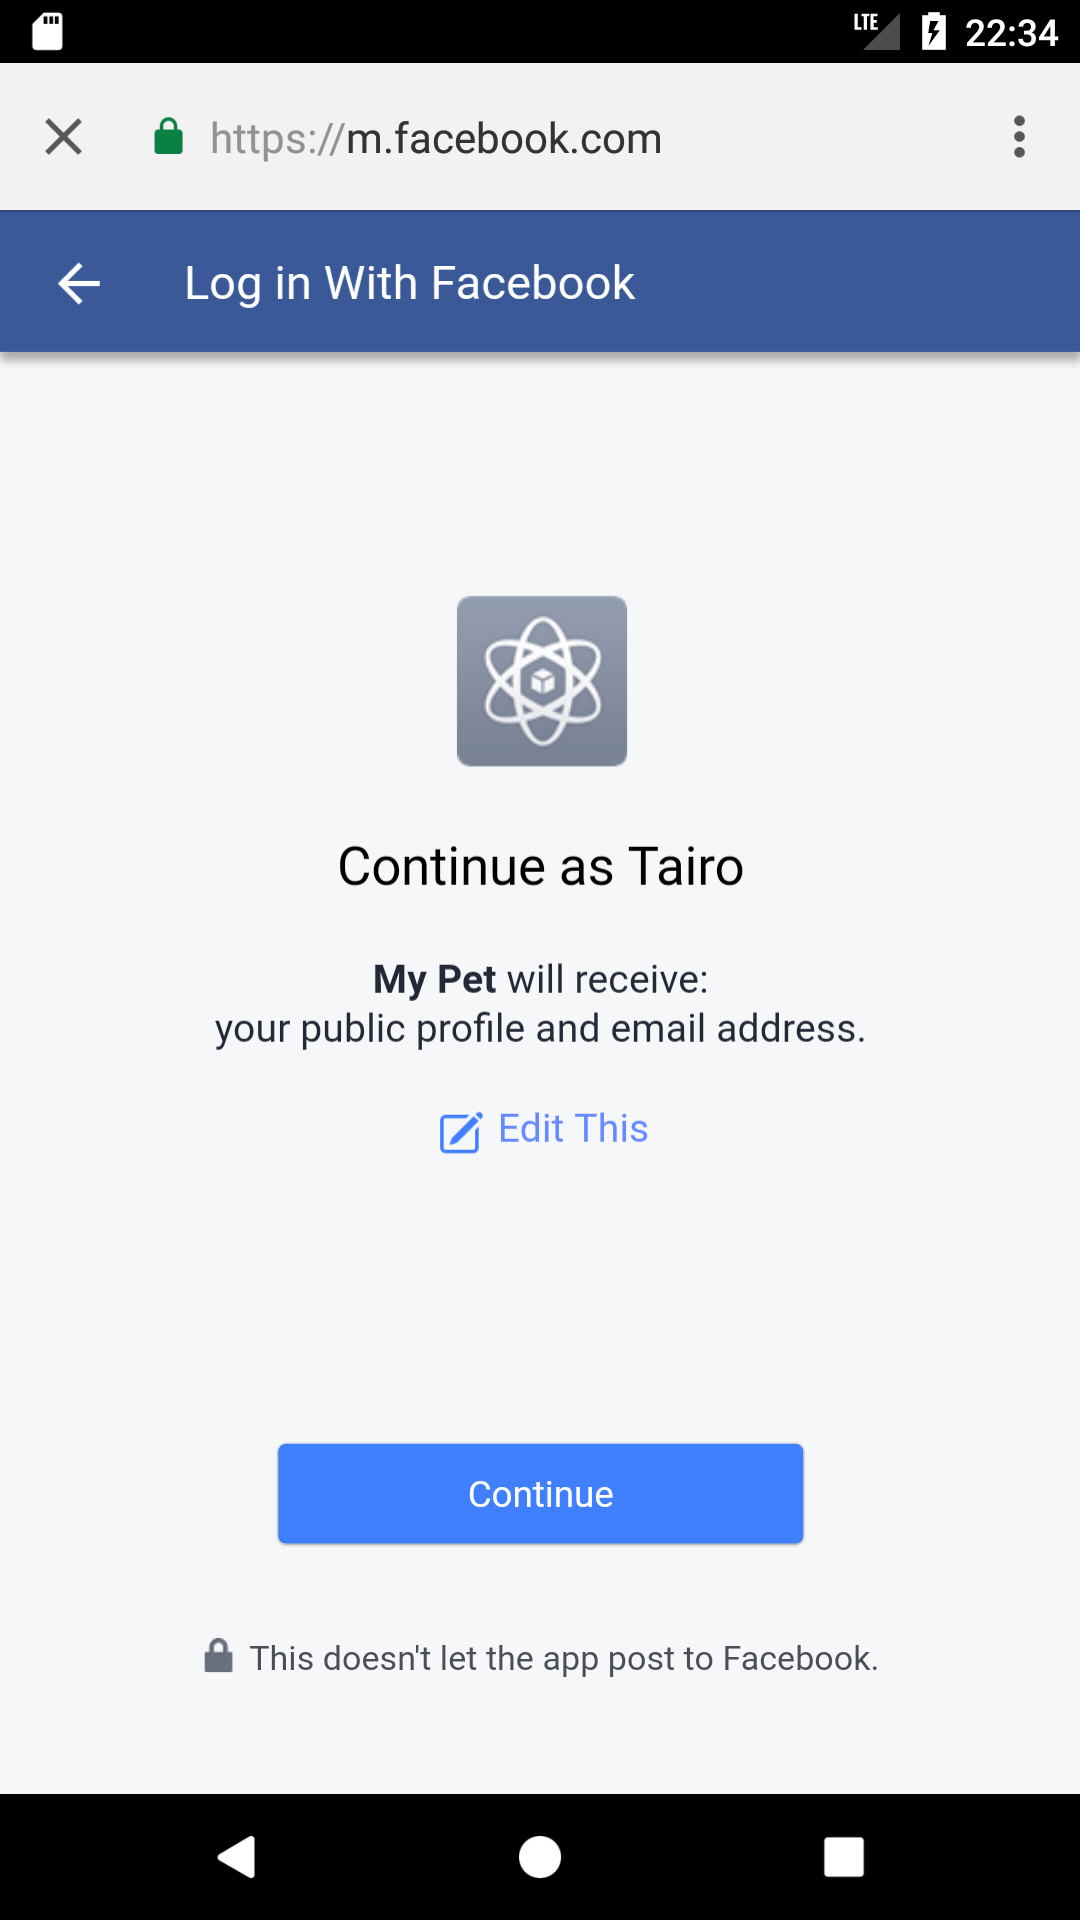 LTE 22:34
https://m.facebook.com
Log in With Facebook
Continue as Tairo
My Pet will receive:
your public profile and email address.
Edit This
Continue
This doesn't let the app post to Facebook.